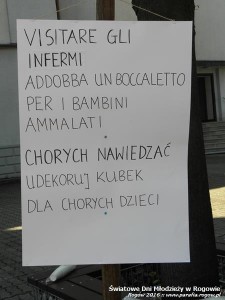 VISITARE GLI
INFERMI
ADDOBBA UN BOCCALETTO
PER I BAMBINI
AMMALATI
CHORYCH NAWIEDZAĆ
UDEKORUJ KUBEK
DLA CHORYCH DZIECI
Światowe Dni Młodzieży w Rogowie
Rogów 2016 :: www.parafia.rogow.pl